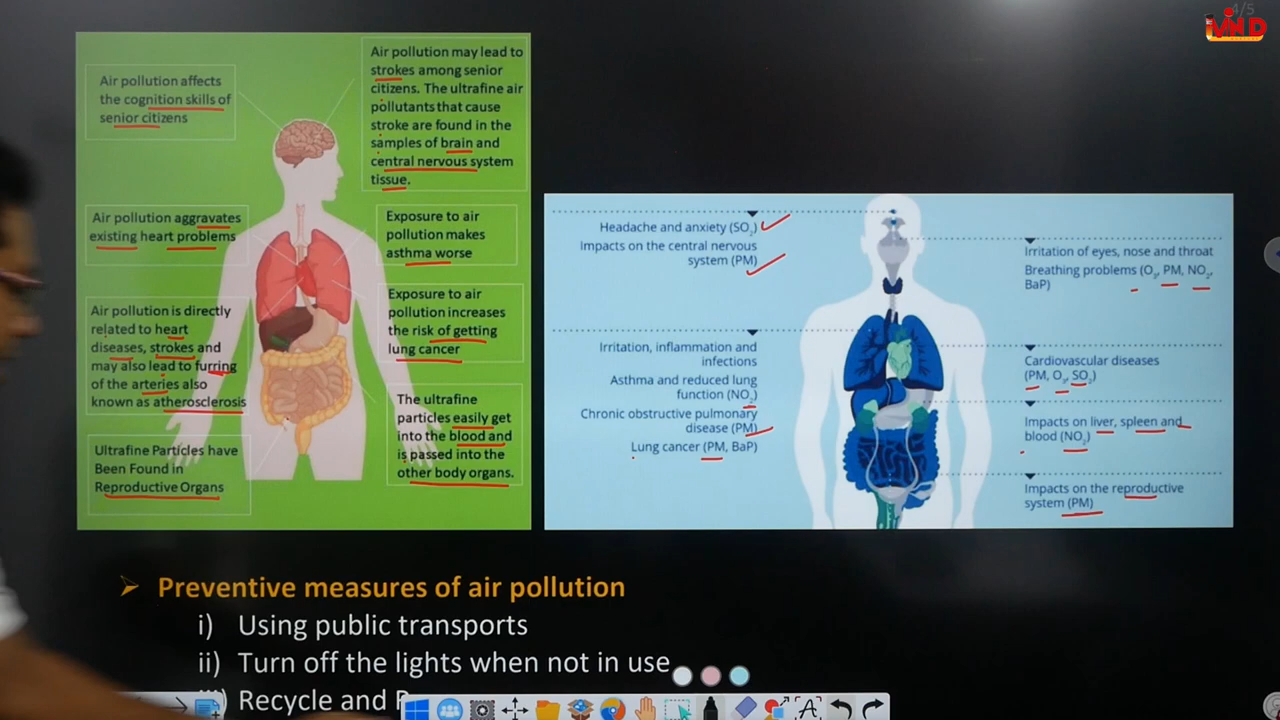 4/5
MIND
Air pollution affects
the cognition skills of
senior citizens
Air pollution may lead to
strokes among senior
citizens. The ultrafine air
pollutants that cause
stroke are found in the
samples of brain and
central nervous system
tissue.
Air pollution aggravates
existing heart problems
Exposure to air
pollution makes
asthma worse
Air pollution is directly
related to heart
diseases, strokes and
may also lead to furring
of the arteries also
known as atherosclerosis
Exposure to air
pollution increases
the risk of getting
lung cancer
Ultrafine Particles have
Been Found in
Reproductive Organs
The ultrafine
particles easily get
into the blood and
is passed into the
other body organs.
Headache and anxiety (SO₂)
Impacts on the central nervous
system (PM)
Irritation, inflammation and
infections
Asthma and reduced lung
function (NO₂)
Chronic obstructive pulmonary
disease (PM)
Lung cancer (PM, BaP)
Irritation of eyes, nose and throat
Breathing problems (O₃, PM, NO₂,
BaP)
Cardiovascular diseases
(PM, O₃, SO₂)
Impacts on liver, spleen and
blood (NO₂)
Impacts on the reproductive
system (PM)
➢ Preventive measures of air pollution
i) Using public transports
ii) Turn off the lights when not in use
Recycle and